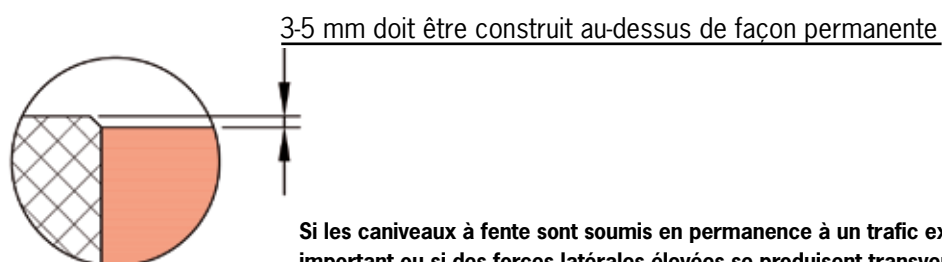 3-5 mm doit être construit au-dessus de façon permanente
Si les caniveaux à fente sont soumis en permanence à un trafic
important ou si des forces latérales élevées se produisent